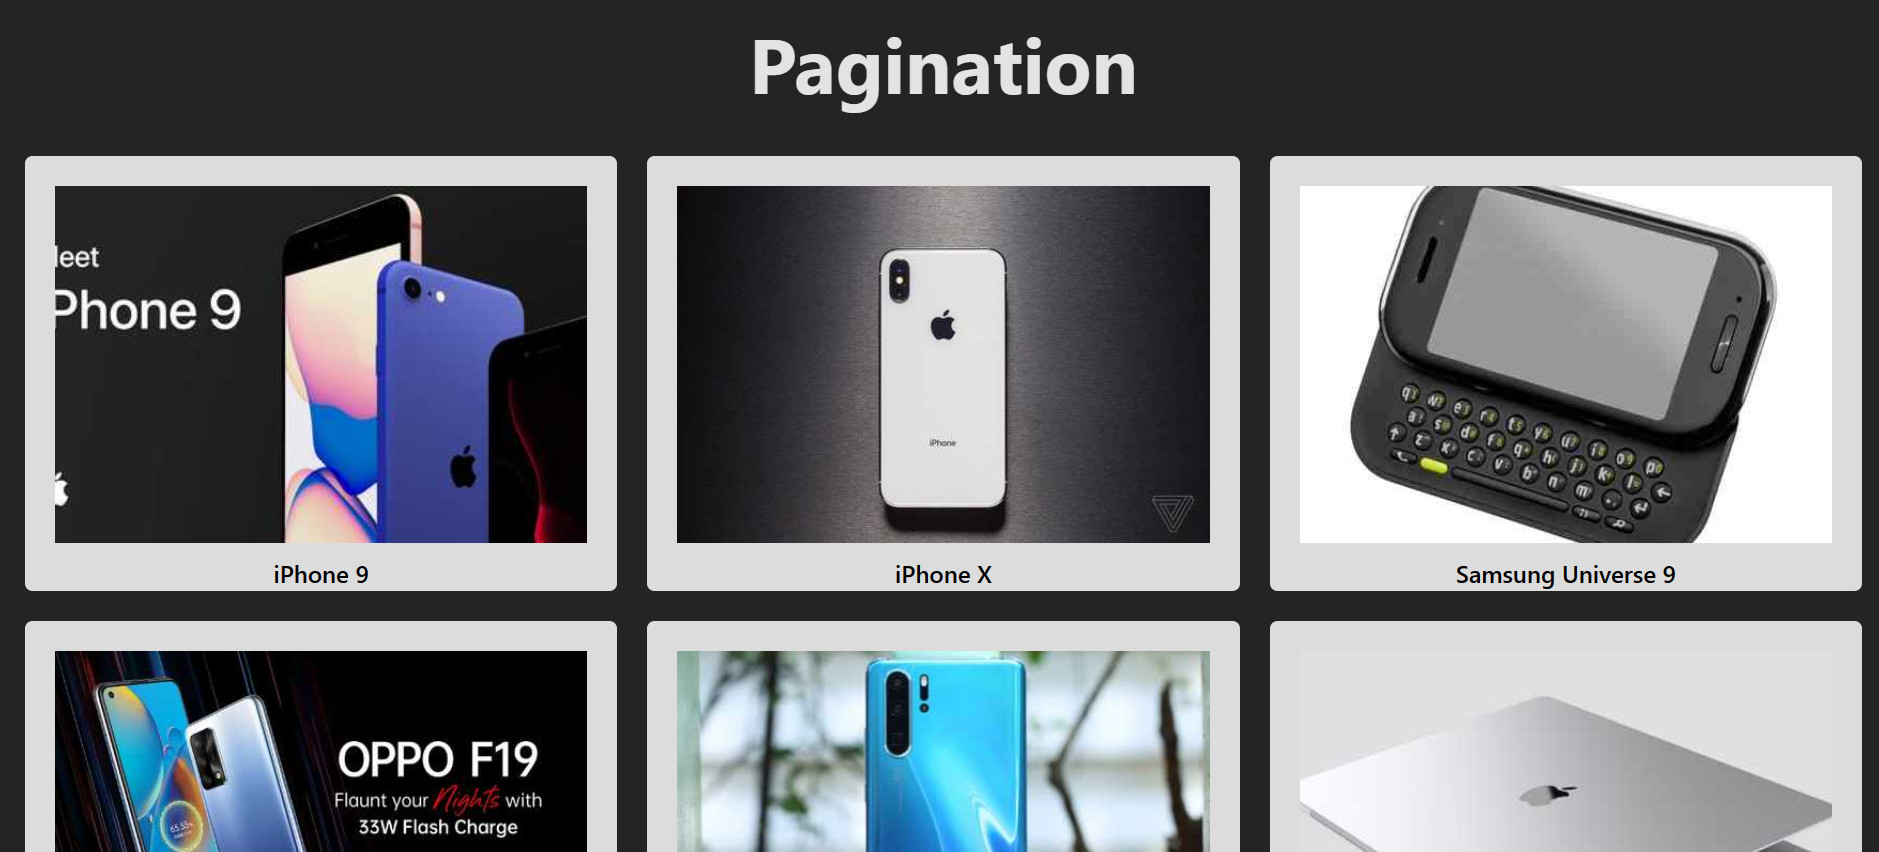 Pagination
leet
Phone 9
iPhone
q w e r t y u i o p
a s d f g h j k l
z x c v b n m
iPhone 9
iPhone X
Samsung Universe 9
OPPO F19
Flaunt your Nights with
33W Flash Charge